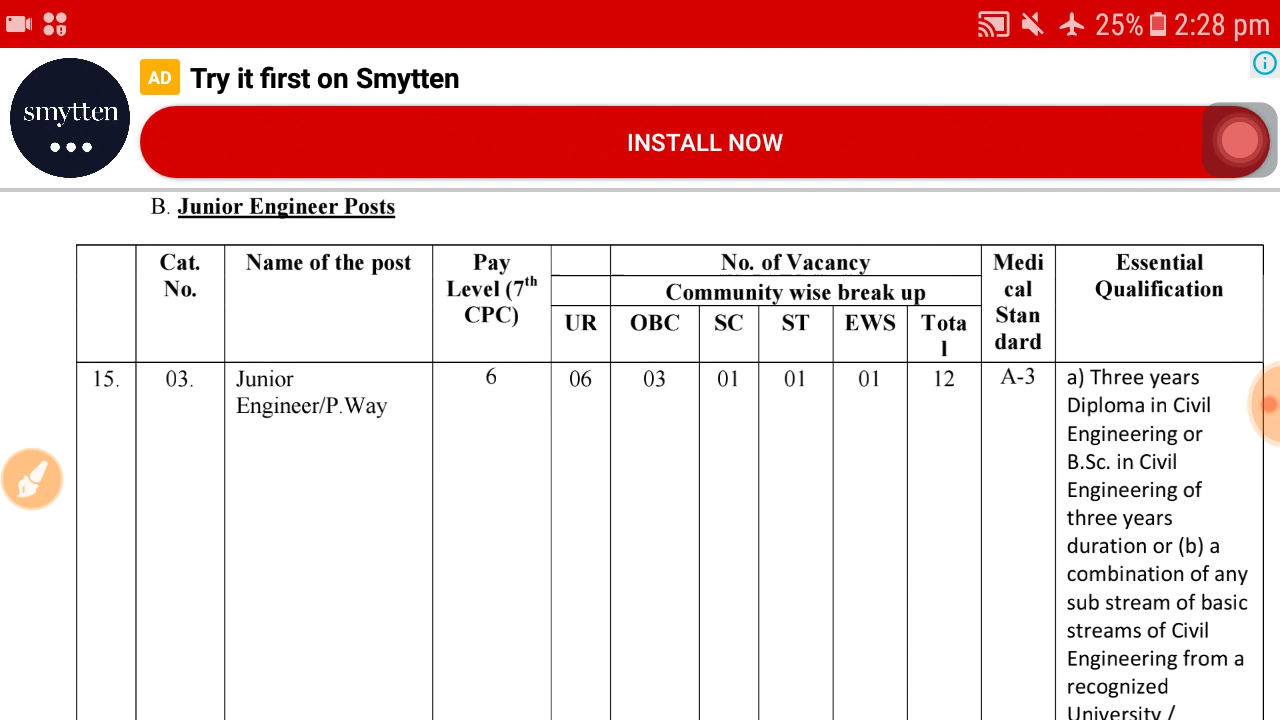 25% 2:28 pm
smytten
AD Try it first on Smytten
INSTALL NOW
B. Junior Engineer Posts
Cat. No.
Name of the post
Pay Level (7th CPC)
No. of Vacancy
Community wise break up
UR OBC SC ST EWS Tota l
Medi cal Stan dard
Essential Qualification
15. 03. Junior Engineer/P.Way 6 06 03 01 01 01 12 A-3
a) Three years
Diploma in Civil
Engineering or
B.Sc. in Civil
Engineering of
three years
duration or (b) a
combination of any
sub stream of basic
streams of Civil
Engineering from a
recognized
University /